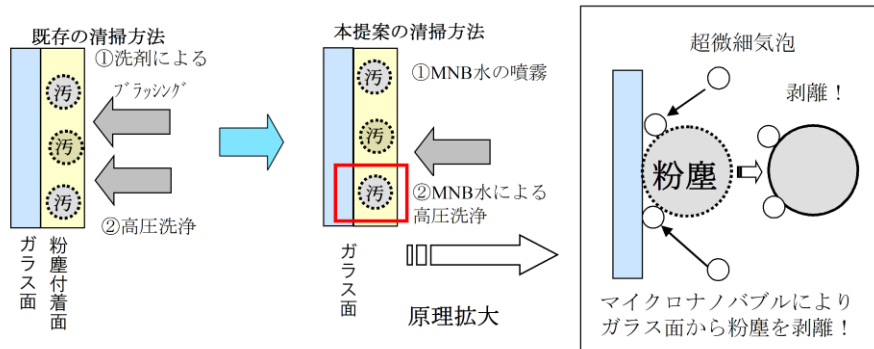 既存の清掃方法
①洗剤による
ブラッシング
汚
汚
汚
②高圧洗浄
ガラス面
粉塵付着面
本提案の清掃方法
①MNB水の噴霧
汚
汚
汚
②MNB水による
高圧洗浄
ガラス面
原理拡大
超微細気泡
剥離！
粉塵
マイクロナノバブルにより
ガラス面から粉塵を剥離！